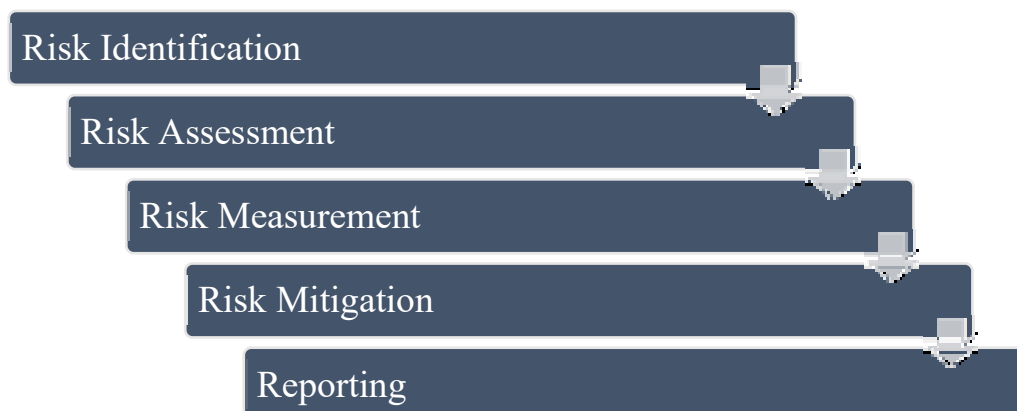 Risk Identification
Risk Assessment
Risk Measurement
Risk Mitigation
Reporting